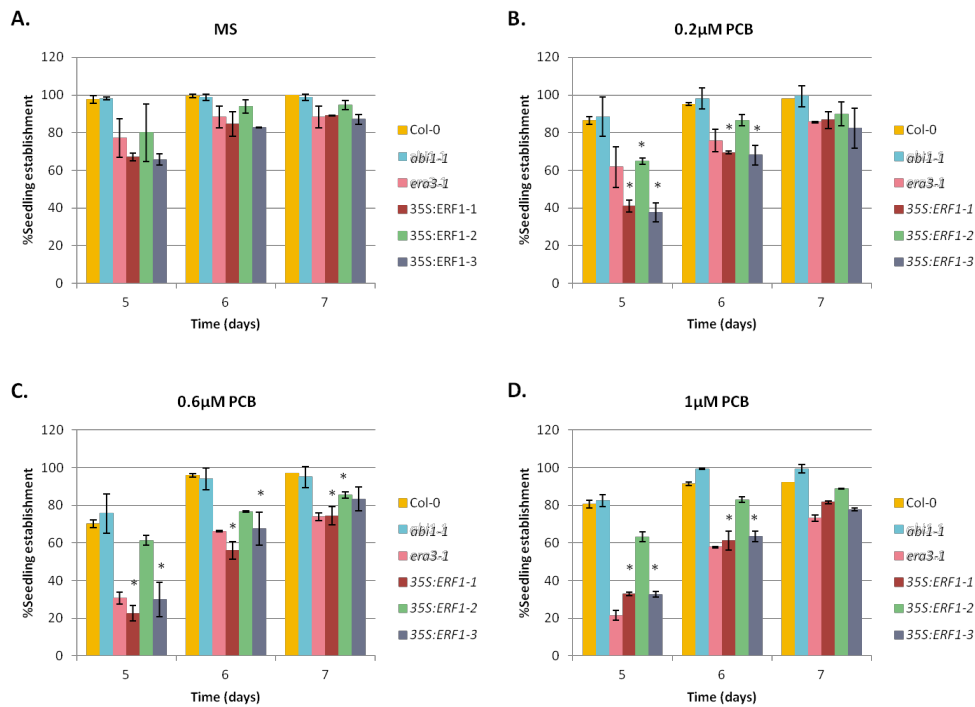 A.
MS
120
100
80
60
40
20
0
%Seedling establishment
5 6 7
Time (days)
Col-0
abi1-1
era3-1
35S:ERF1-1
35S:ERF1-2
35S:ERF1-3
B.
0.2µM PCB
120
100
80
60
40
20
0
%Seedling establishment
* * *
* *
5 6 7
Time (days)
Col-0
abi1-1
era3-1
35S:ERF1-1
35S:ERF1-2
35S:ERF1-3
C.
0.6µM PCB
120
100
80
60
40
20
0
%Seedling establishment
* *
* *
* *
5 6 7
Time (days)
Col-0
abi1-1
era3-1
35S:ERF1-1
35S:ERF1-2
35S:ERF1-3
D.
1µM PCB
120
100
80
60
40
20
0
%Seedling establishment
* *
* *
5 6 7
Time (days)
Col-0
abi1-1
era3-1
35S:ERF1-1
35S:ERF1-2
35S:ERF1-3